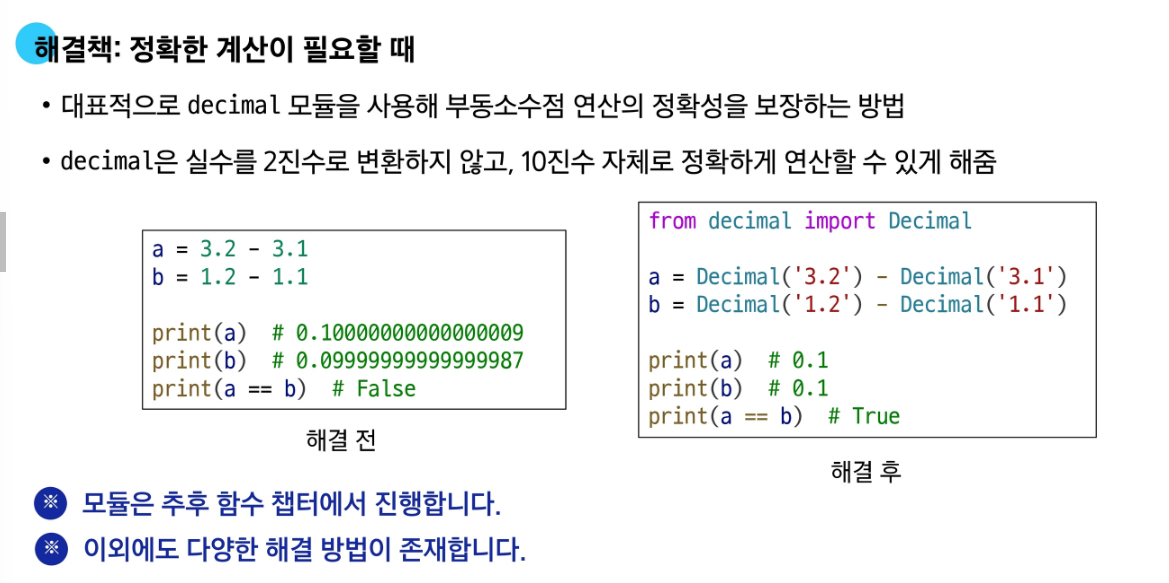 해결책: 정확한 계산이 필요할 때
• 대표적으로 decimal 모듈을 사용해 부동소수점 연산의 정확성을 보장하는 방법
• decimal은 실수를 2진수로 변환하지 않고, 10진수 자체로 정확하게 연산할 수 있게 해줌
a = 3.2 - 3.1
b = 1.2 - 1.1
print(a)  # 0.10000000000000009
print(b)  # 0.09999999999999987
print(a == b)  # False
해결 전
from decimal import Decimal
a = Decimal('3.2') - Decimal('3.1')
b = Decimal('1.2') - Decimal('1.1')
print(a)  # 0.1
print(b)  # 0.1
print(a == b)  # True
해결 후
※ 모듈은 추후 함수 챕터에서 진행합니다.
※ 이외에도 다양한 해결 방법이 존재합니다.